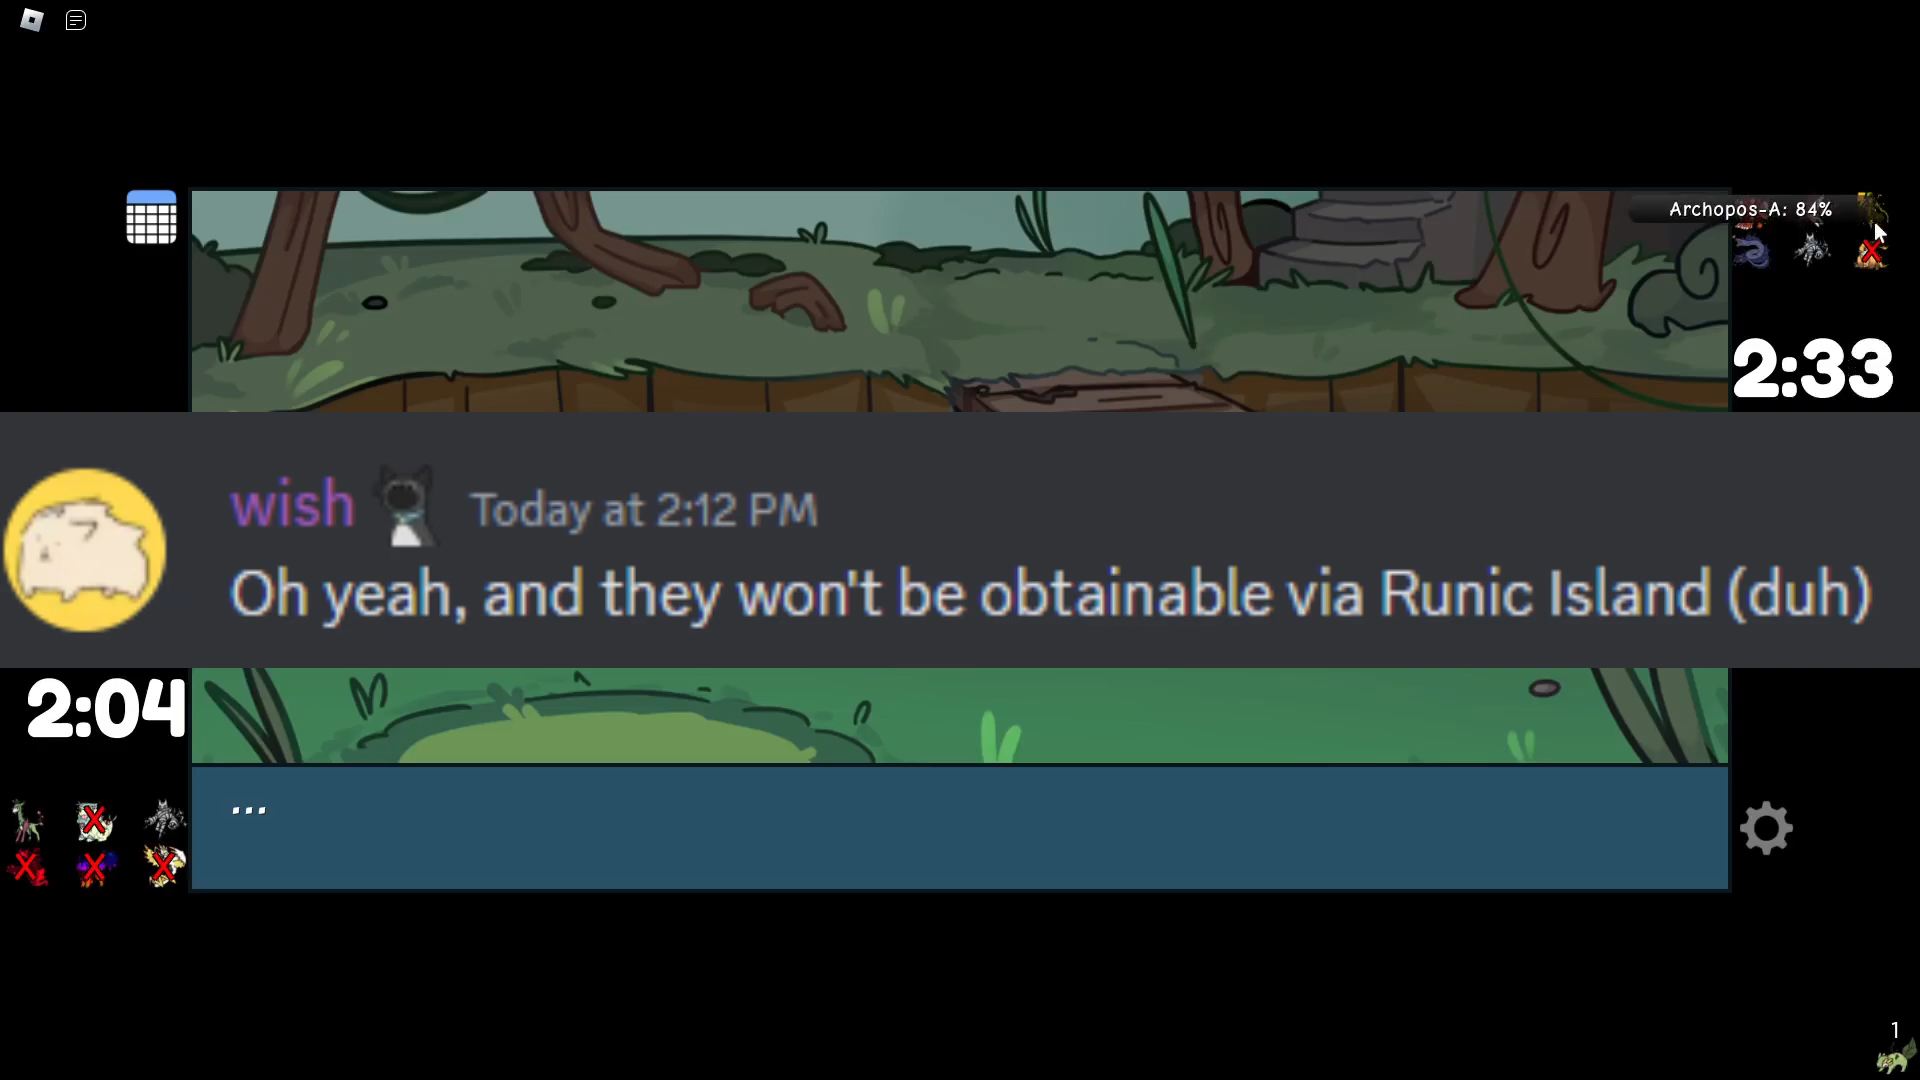 Archopos-A: 84%
2:33
wish Today at 2:12 PM
Oh yeah, and they won't be obtainable via Runic Island (duh)
2:04
...
1